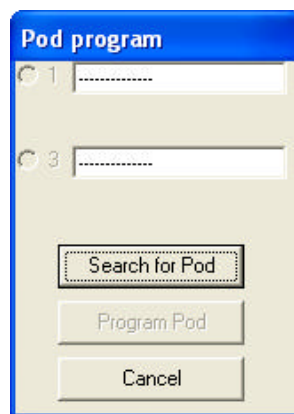 Pod program
1 --------------
3 --------------
Search for Pod
Program Pod
Cancel